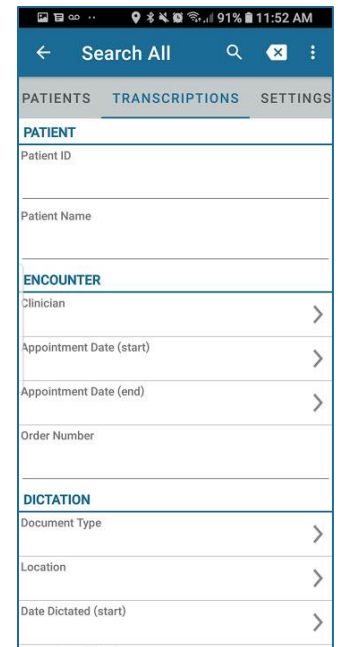 91% 11:52 AM
Search All
PATIENTS TRANSCRIPTIONS SETTINGS
PATIENT
Patient ID
Patient Name
ENCOUNTER
Clinician
Appointment Date (start)
Appointment Date (end)
Order Number
DICTATION
Document Type
Location
Date Dictated (start)